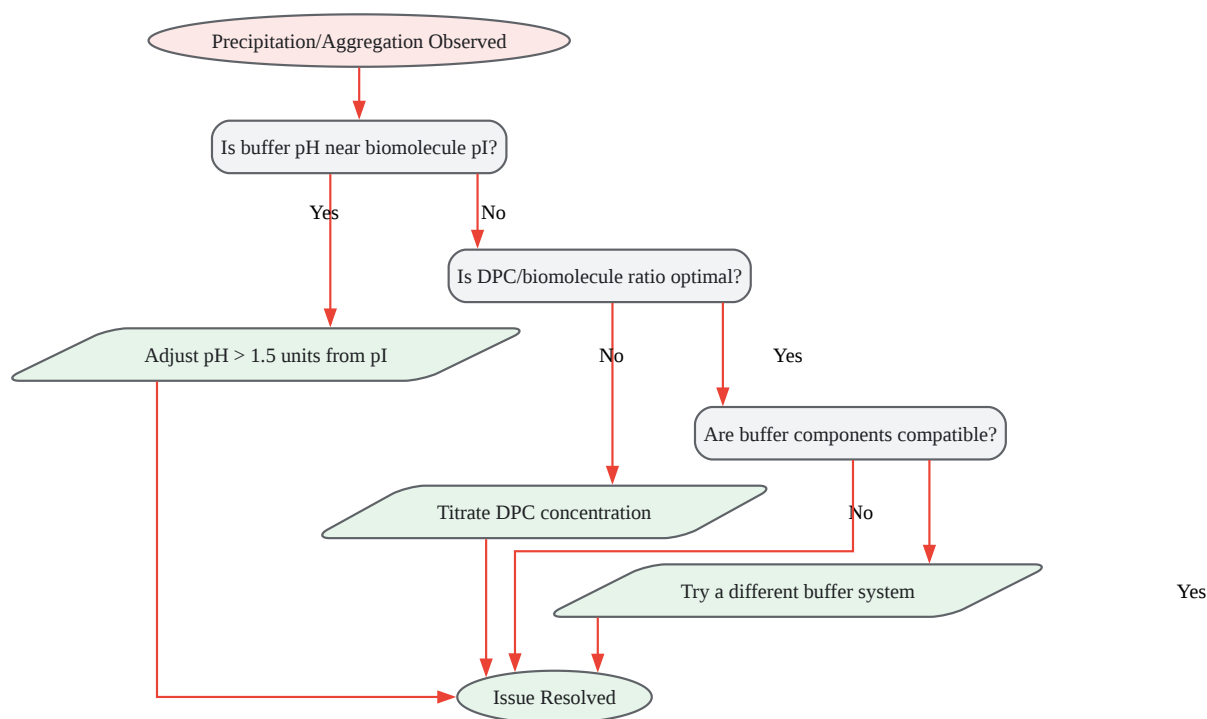 Precipitation/Aggregation Observed
Is buffer pH near biomolecule pI?
Yes
No
Is DPC/biomolecule ratio optimal?
Adjust pH > 1.5 units from pI
No
Yes
Are buffer components compatible?
Titrate DPC concentration
No
Try a different buffer system
Yes
Issue Resolved